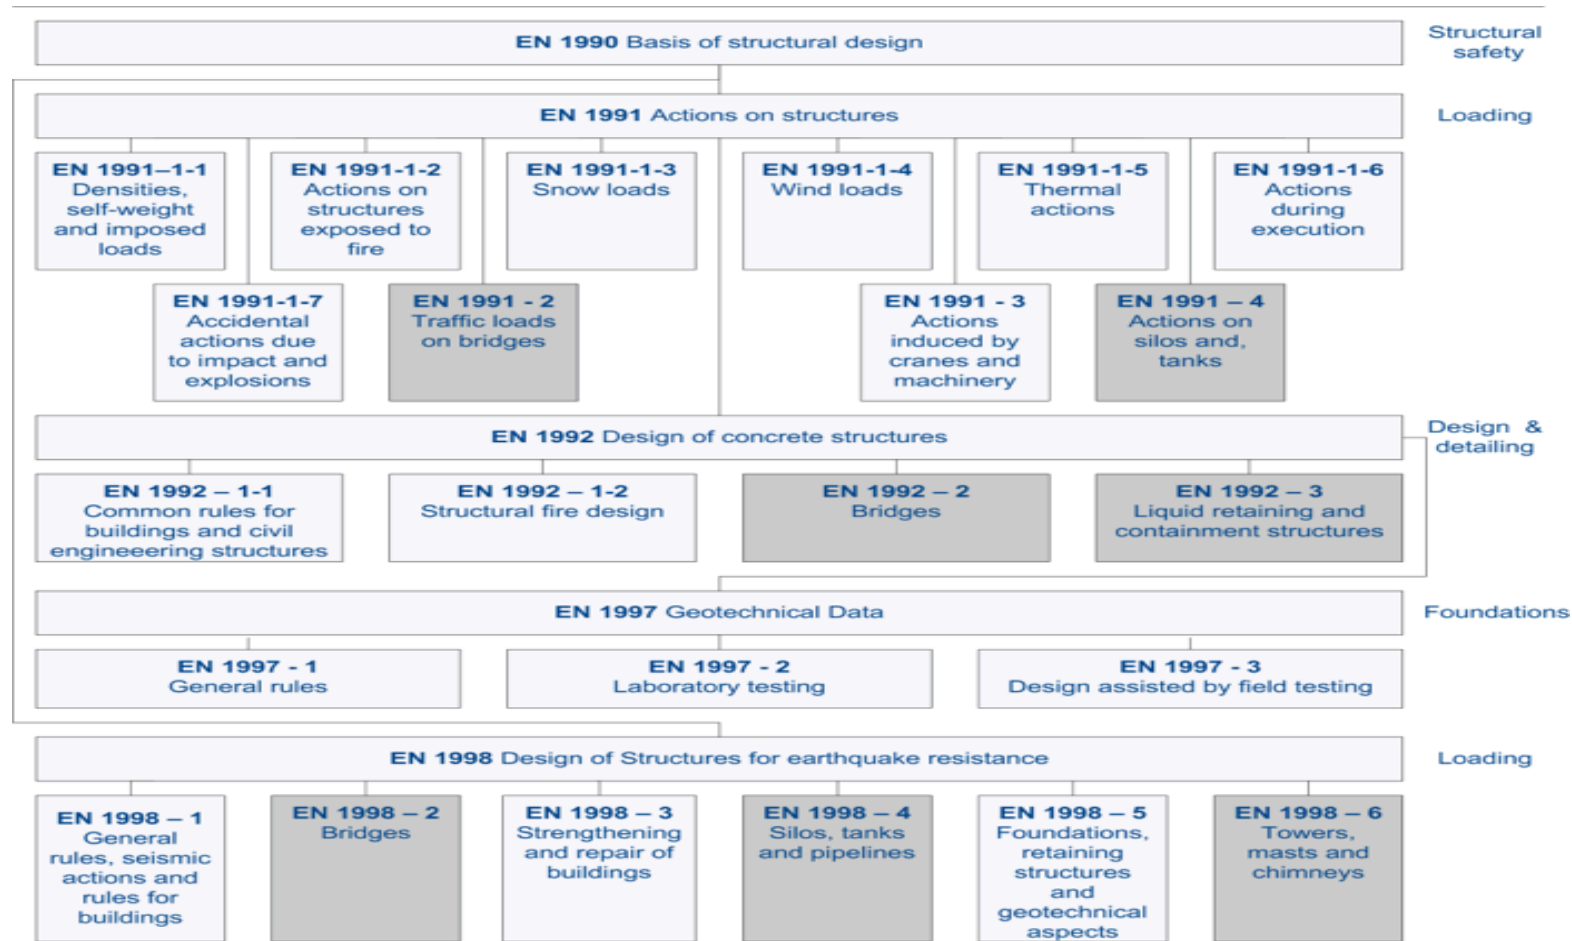 EN 1990 Basis of structural design
Structural
safety
EN 1991 Actions on structures
Loading
EN 1991–1-1
Densities,
self-weight
and imposed
loads
EN 1991-1-2
Actions on
structures
exposed to
fire
EN 1991-1-3
Snow loads
EN 1991-1-4
Wind loads
EN 1991-1-5
Thermal
actions
EN 1991-1-6
Actions
during
execution
EN 1991-1-7
Accidental
actions due
to impact and
explosions
EN 1991 - 2
Traffic loads
on bridges
EN 1991 - 3
Actions
induced by
cranes and
machinery
EN 1991 – 4
Actions on
silos and,
tanks
EN 1992 Design of concrete structures
Design &
detailing
EN 1992 – 1-1
Common rules for
buildings and civil
engineeering structures
EN 1992 – 1-2
Structural fire design
EN 1992 – 2
Bridges
EN 1992 – 3
Liquid retaining and
containment structures
EN 1997 Geotechnical Data
Foundations
EN 1997 - 1
General rules
EN 1997 - 2
Laboratory testing
EN 1997 - 3
Design assisted by field testing
EN 1998 Design of Structures for earthquake resistance
Loading
EN 1998 – 1
General
rules, seismic
actions and
rules for
buildings
EN 1998 – 2
Bridges
EN 1998 – 3
Strengthening
and repair of
buildings
EN 1998 – 4
Silos, tanks
and pipelines
EN 1998 – 5
Foundations,
retaining
structures
and
geotechnical
aspects
EN 1998 – 6
Towers,
masts and
chimneys